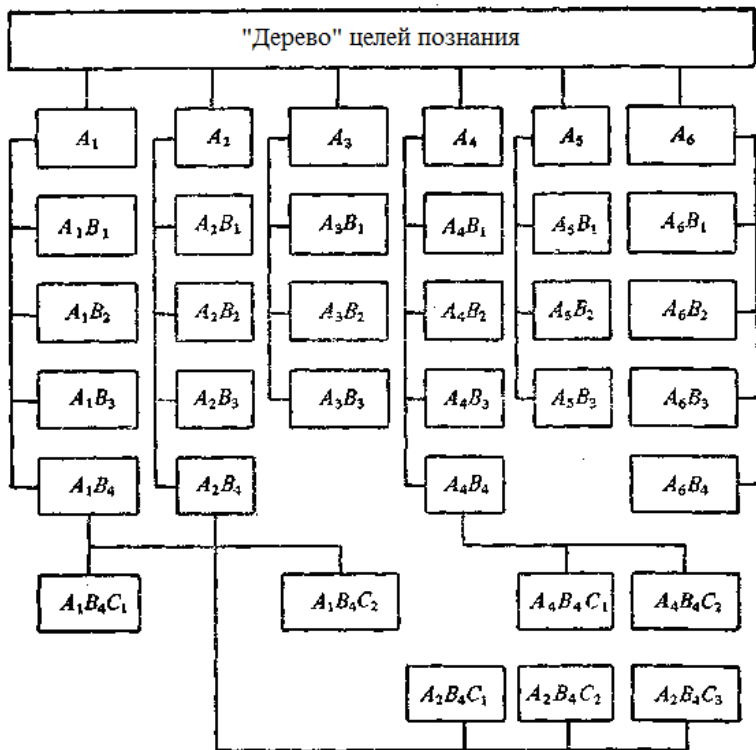 "Дерево" целей познания
A₁ A₂ A₃ A₄ A₅ A₆
A₁B₁ A₂B₁ A₃B₁ A₄B₁ A₅B₁ A₆B₁
A₁B₂ A₂B₂ A₃B₂ A₄B₂ A₅B₂ A₆B₂
A₁B₃ A₂B₃ A₃B₃ A₄B₃ A₅B₃ A₆B₃
A₁B₄ A₂B₄ A₄B₄ A₆B₄
A₁B₄C₁ A₁B₄C₂ A₄B₄C₁ A₄B₄C₂
A₂B₄C₁ A₂B₄C₂ A₂B₄C₃